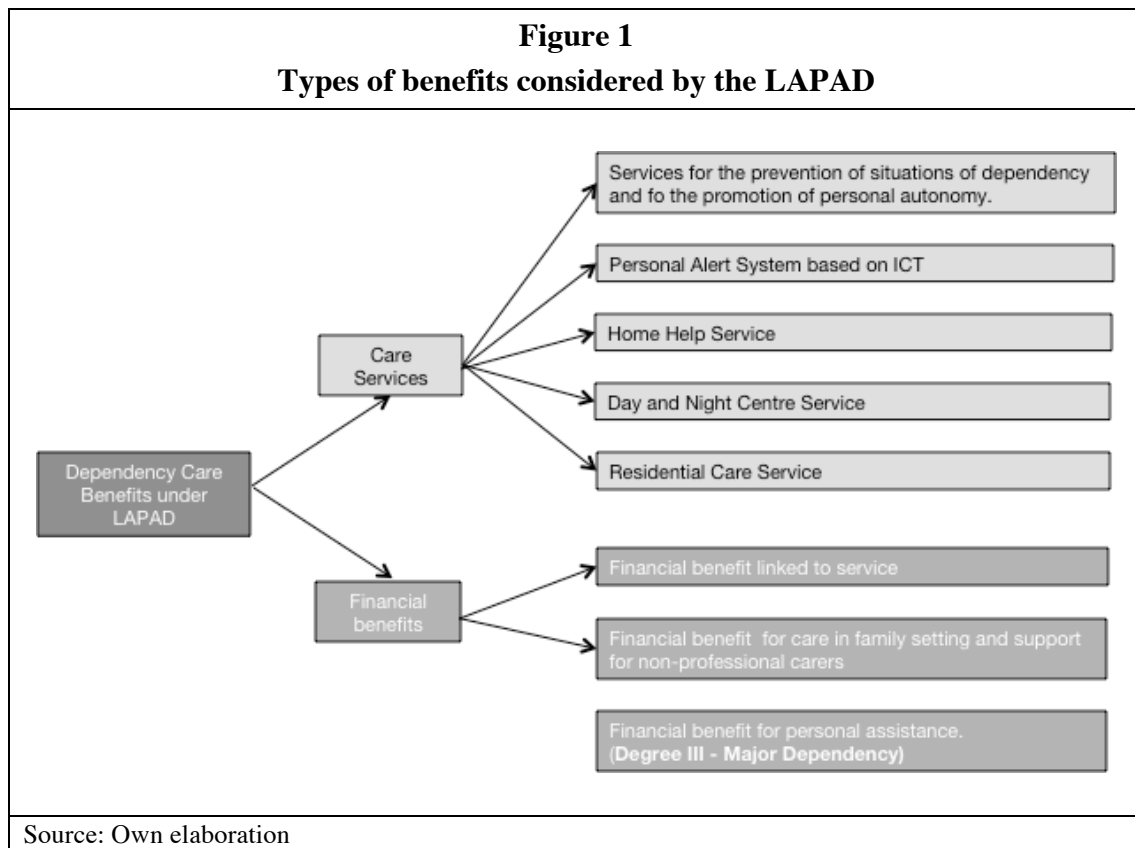 Figure 1
Types of benefits considered by the LAPAD
Services for the prevention of situations of dependency
and fo the promotion of personal autonomy.
Personal Alert System based on ICT
Home Help Service
Care
Services
Day and Night Centre Service
Residential Care Service
Dependency Care
Benefits under
LAPAD
Financial benefit linked to service
Financial
benefits
Financial benefit for care in family setting and support
for non-professional carers
Financial benefit for personal assistance.
(Degree III - Major Dependency)
Source: Own elaboration